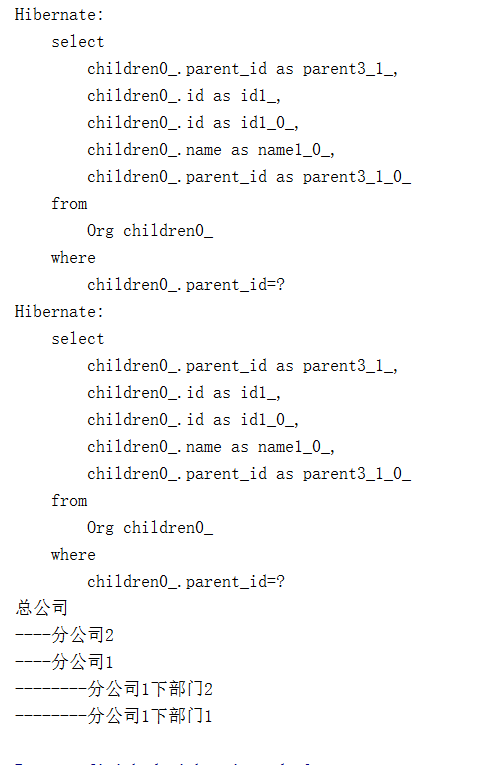 Hibernate:
    select
        children0_.parent_id as parent3_1_,
        children0_.id as id1_,
        children0_.id as id1_0_,
        children0_.name as name1_0_,
        children0_.parent_id as parent3_1_0_
    from
        Org children0_
    where
        children0_.parent_id=?
Hibernate:
    select
        children0_.parent_id as parent3_1_,
        children0_.id as id1_,
        children0_.id as id1_0_,
        children0_.name as name1_0_,
        children0_.parent_id as parent3_1_0_
    from
        Org children0_
    where
        children0_.parent_id=?
总公司
----分公司2
----分公司1
--------分公司1下部门2
--------分公司1下部门1